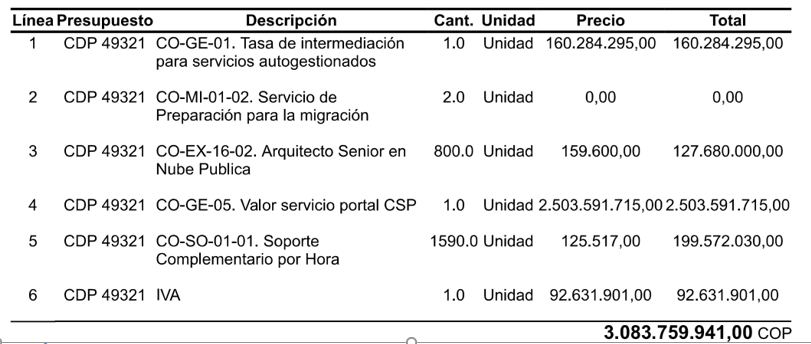 Línea Presupuesto Descripción Cant. Unidad Precio Total
1 CDP 49321 CO-GE-01. Tasa de intermediación 1.0 Unidad 160.284.295,00 160.284.295,00
para servicios autogestionados
2 CDP 49321 CO-MI-01-02. Servicio de 2.0 Unidad 0,00 0,00
Preparación para la migración
3 CDP 49321 CO-EX-16-02. Arquitecto Senior en 800.0 Unidad 159.600,00 127.680.000,00
Nube Publica
4 CDP 49321 CO-GE-05. Valor servicio portal CSP 1.0 Unidad 2.503.591.715,00 2.503.591.715,00
5 CDP 49321 CO-SO-01-01. Soporte 1590.0 Unidad 125.517,00 199.572.030,00
Complementario por Hora
6 CDP 49321 IVA 1.0 Unidad 92.631.901,00 92.631.901,00
3.083.759.941,00 COP